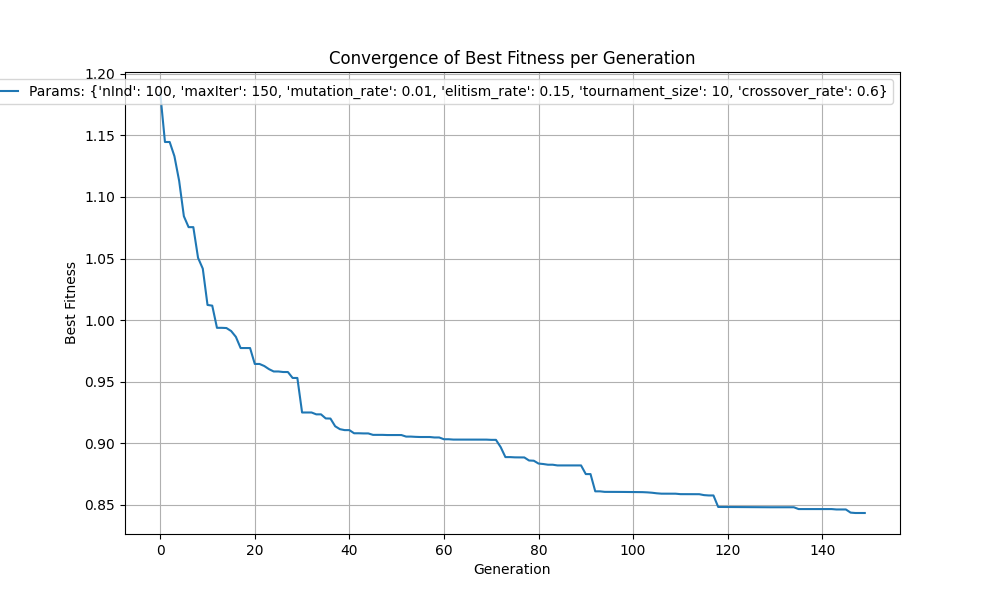 Convergence of Best Fitness per Generation
Params: {'nInd': 100, 'maxIter': 150, 'mutation_rate': 0.01, 'elitism_rate': 0.15, 'tournament_size': 10, 'crossover_rate': 0.6}
1.20
1.15
1.10
1.05
1.00
0.95
0.90
0.85
Best Fitness
0 20 40 60 80 100 120 140
Generation